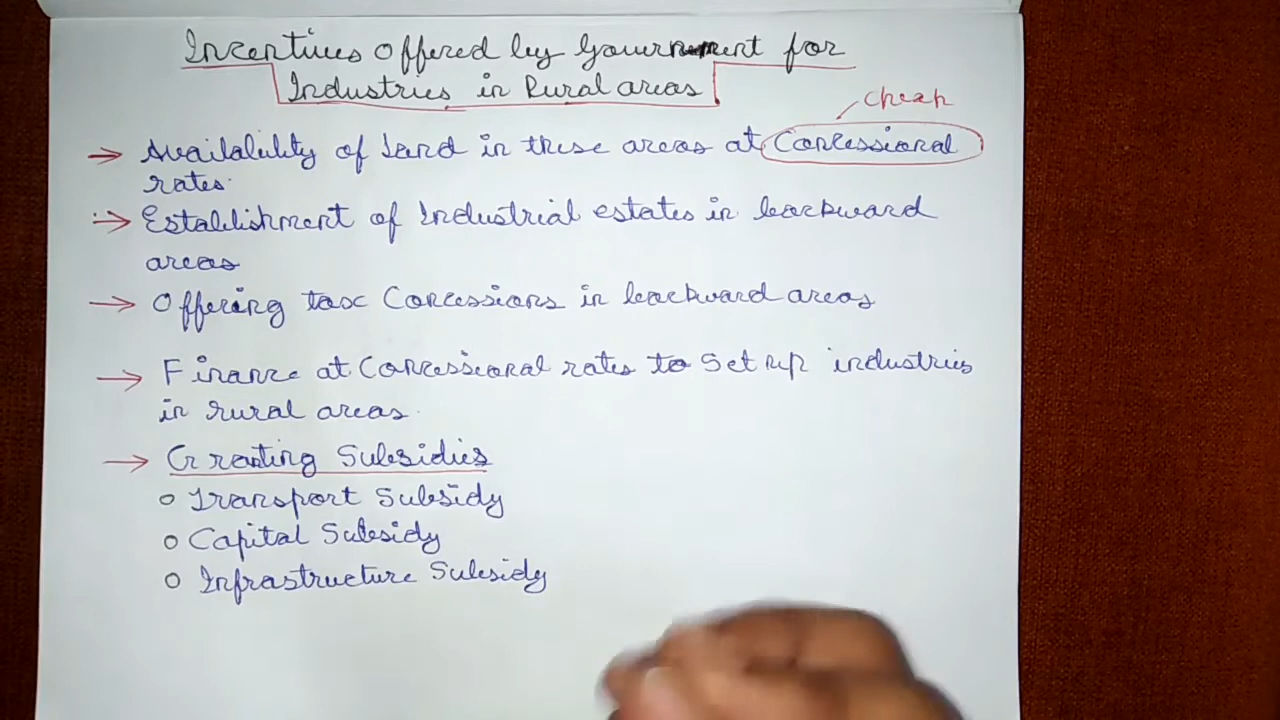 Incentives Offered by Government for
Industries in Rural areas
cheap
→ Availability of Land in these areas at Concessional
rates.
→ Establishment of Industrial estates in backward
areas
→ Offering tax Concessions in backward areas
→ Finance at Concessional rates to Set up industries
in rural areas.
→ Granting Subsidies
○ Transport Subsidy
○ Capital Subsidy
○ Infrastructure Subsidy